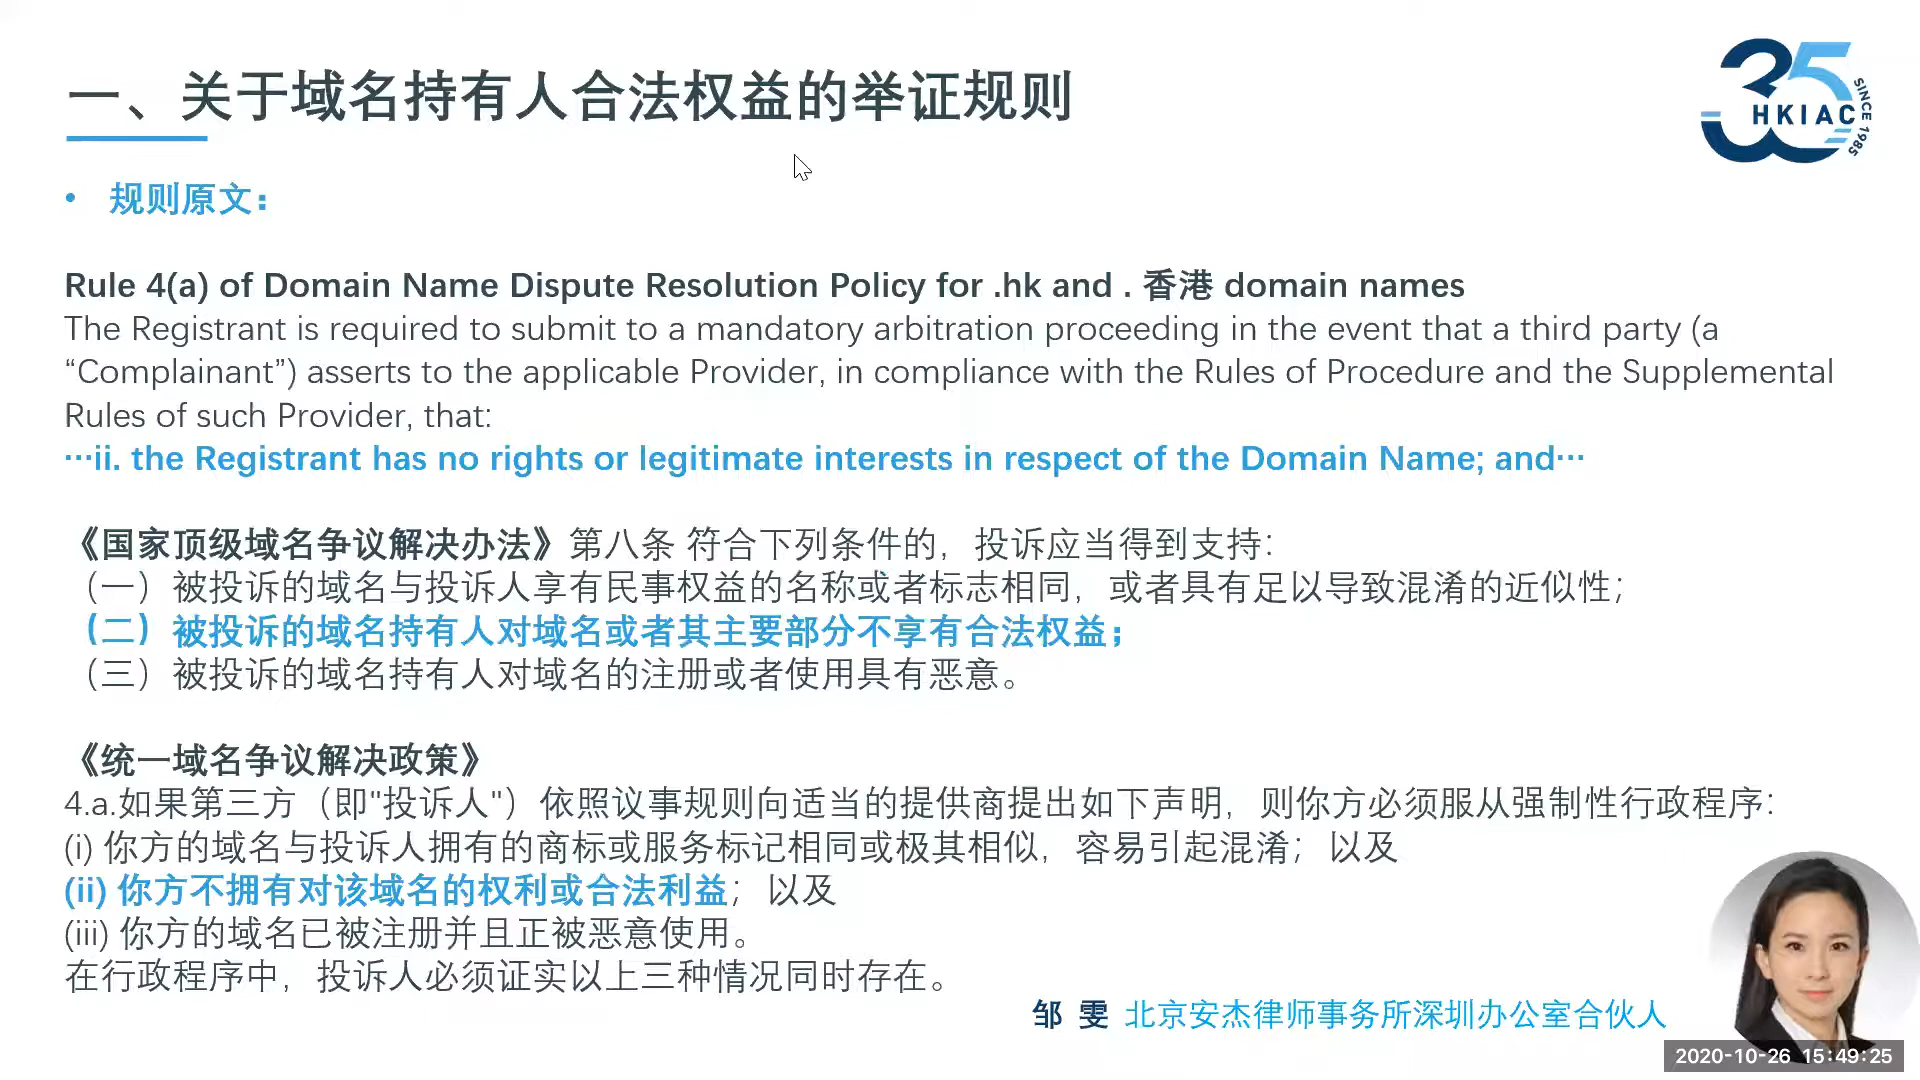 一、关于域名持有人合法权益的举证规则
35
HKIAC
SINCE 1985
• 规则原文：
Rule 4(a) of Domain Name Dispute Resolution Policy for .hk and . 香港 domain names
The Registrant is required to submit to a mandatory arbitration proceeding in the event that a third party (a
“Complainant”) asserts to the applicable Provider, in compliance with the Rules of Procedure and the Supplemental
Rules of such Provider, that:
…ii. the Registrant has no rights or legitimate interests in respect of the Domain Name; and…
《国家顶级域名争议解决办法》第八条 符合下列条件的，投诉应当得到支持：
（一）被投诉的域名与投诉人享有民事权益的名称或者标志相同，或者具有足以导致混淆的近似性；
（二）被投诉的域名持有人对域名或者其主要部分不享有合法权益；
（三）被投诉的域名持有人对域名的注册或者使用具有恶意。
《统一域名争议解决政策》
4.a.如果第三方（即"投诉人"）依照议事规则向适当的提供商提出如下声明，则你方必须服从强制性行政程序：
(i) 你方的域名与投诉人拥有的商标或服务标记相同或极其相似，容易引起混淆；以及
(ii) 你方不拥有对该域名的权利或合法利益；以及
(iii) 你方的域名已被注册并且正被恶意使用。
在行政程序中，投诉人必须证实以上三种情况同时存在。
邹 雯 北京安杰律师事务所深圳办公室合伙人
2020-10-26 15:49:25